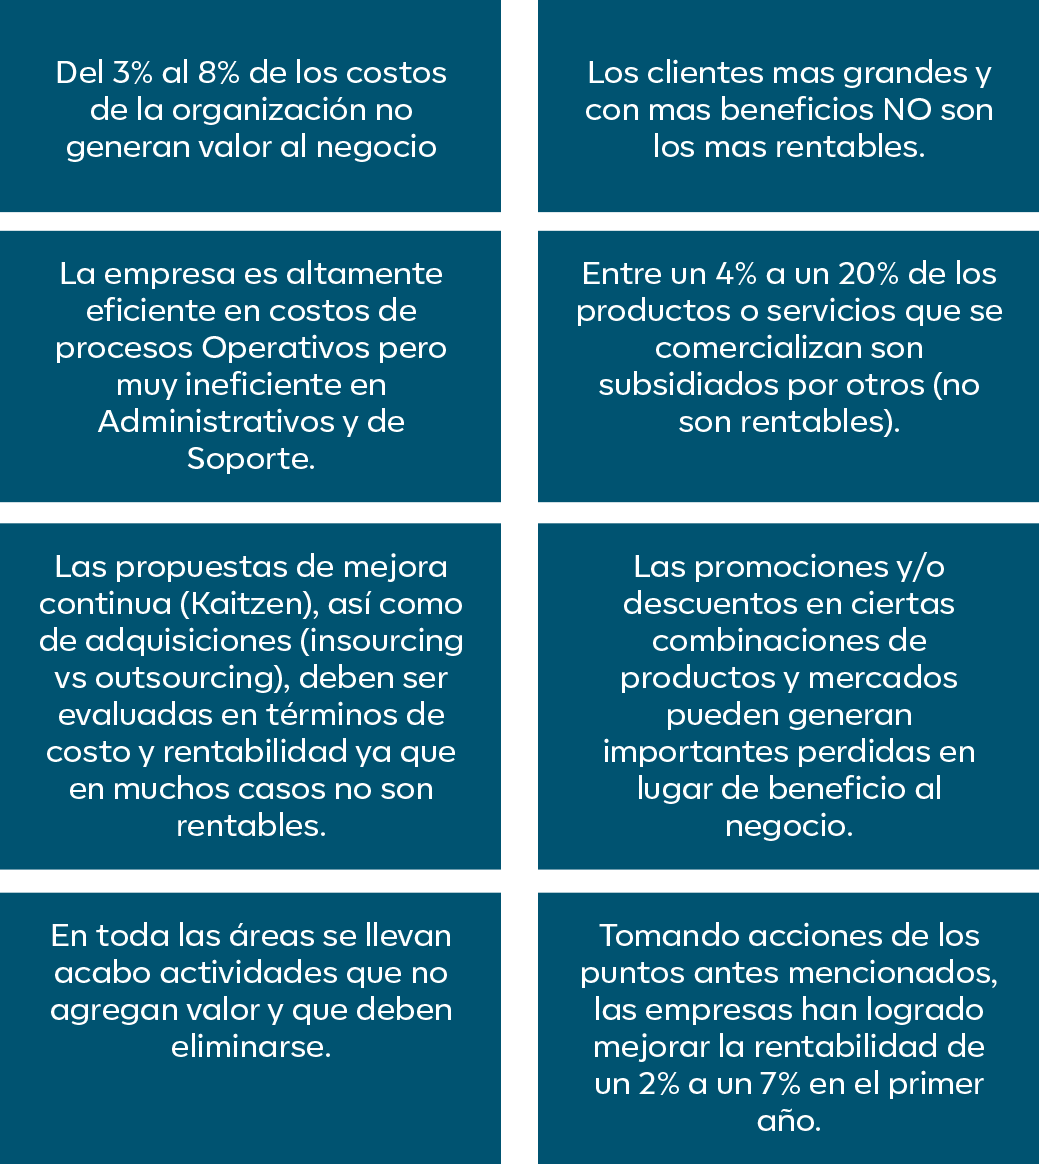 Del 3% al 8% de los costos
de la organización no
generan valor al negocio
Los clientes mas grandes y
con mas beneficios NO son
los mas rentables.
La empresa es altamente
eficiente en costos de
procesos Operativos pero
muy ineficiente en
Administrativos y de
Soporte.
Entre un 4% a un 20% de los
productos o servicios que se
comercializan son
subsidiados por otros (no
son rentables).
Las propuestas de mejora
continua (Kaitzen), así como
de adquisiciones (insourcing
vs outsourcing), deben ser
evaluadas en términos de
costo y rentabilidad ya que
en muchos casos no son
rentables.
Las promociones y/o
descuentos en ciertas
combinaciones de
productos y mercados
pueden generan
importantes perdidas en
lugar de beneficio al
negocio.
En toda las áreas se llevan
acabo actividades que no
agregan valor y que deben
eliminarse.
Tomando acciones de los
puntos antes mencionados,
las empresas han logrado
mejorar la rentabilidad de
un 2% a un 7% en el primer
año.